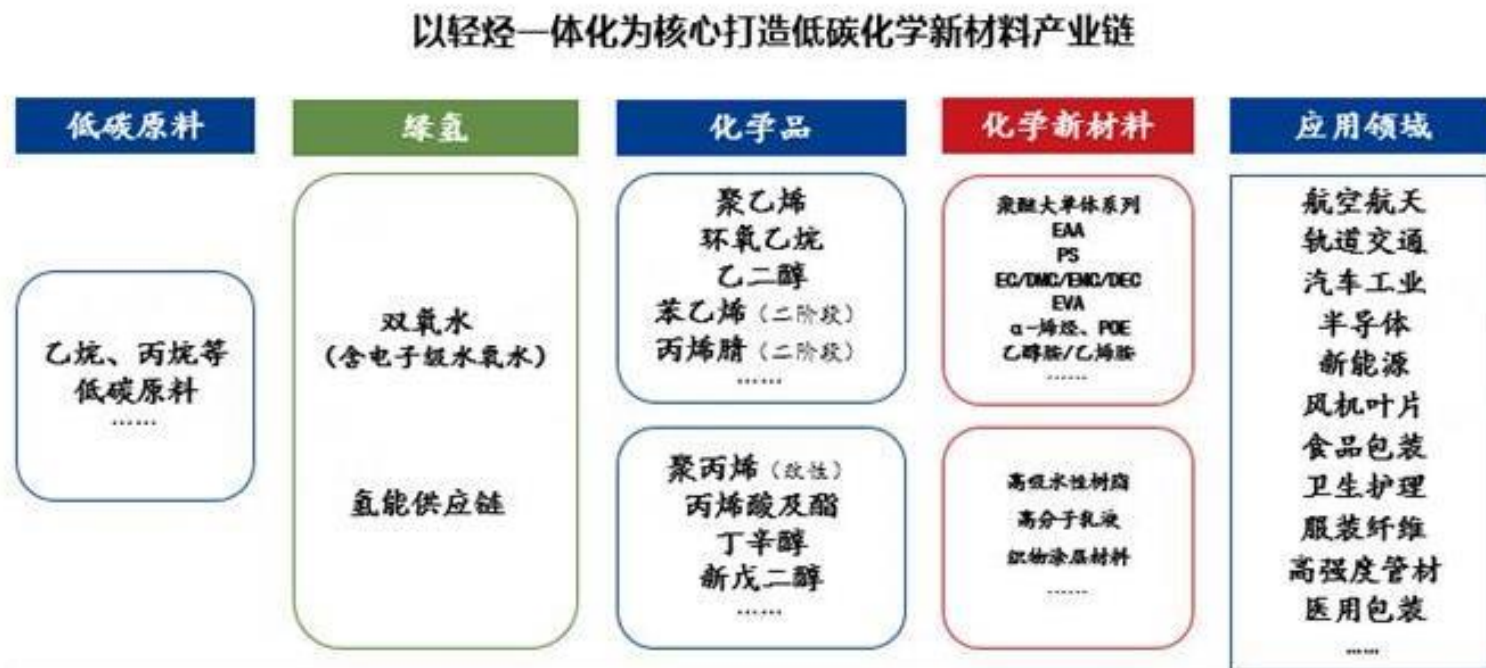 以轻烃一体化为核心打造低碳化学新材料产业链
低碳原料
乙烷、丙烷等
低碳原料
……
绿氢
双氧水
（含电子级水氧水）
氢能供应链
化学品
聚乙烯
环氧乙烷
乙二醇
苯乙烯（二阶段）
丙烯腈（二阶段）
……
聚丙烯（改性）
丙烯酸及酯
丁辛醇
新戊二醇
……
化学新材料
聚醚大单体系列
EAA
PS
EC/DMC/EMC/DEC
EVA
α-烯烃、POE
乙醇胺/乙烯胺
……
高吸水性树脂
高分子乳液
织物涂层材料
……
应用领域
航空航天
轨道交通
汽车工业
半导体
新能源
风机叶片
食品包装
卫生护理
服装纤维
高强度管材
医用包装
……